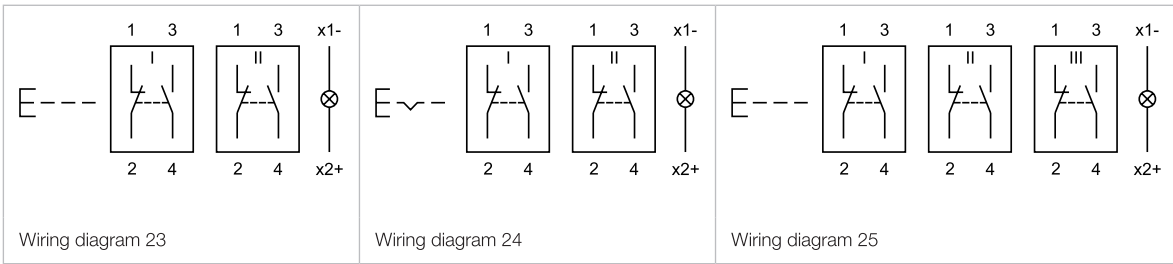 1 3 1 3 x1-
I II
2 4 2 4 x2+
Wiring diagram 23
1 3 1 3 x1-
I II
2 4 2 4 x2+
Wiring diagram 24
1 3 1 3 1 3 x1-
I II III
2 4 2 4 2 4 x2+
Wiring diagram 25